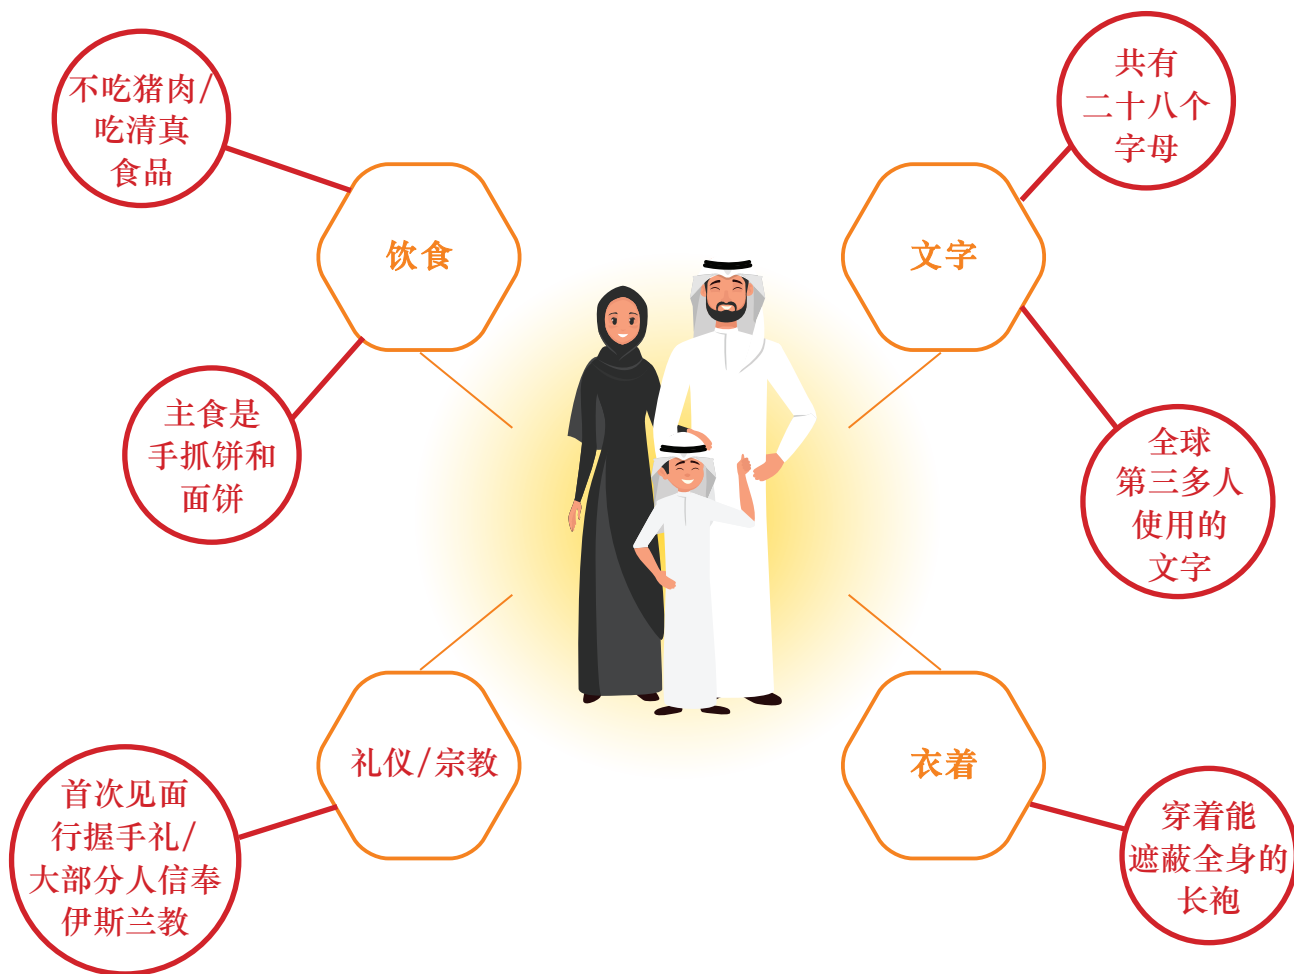 不吃猪肉/
吃清真
食品
饮食
主食是
手抓饼和
面饼
共有
二十八个
字母
文字
全球
第三多人
使用的
文字
礼仪/宗教
首次见面
行握手礼/
大部分人信奉
伊斯兰教
衣着
穿着能
遮蔽全身的
长袍